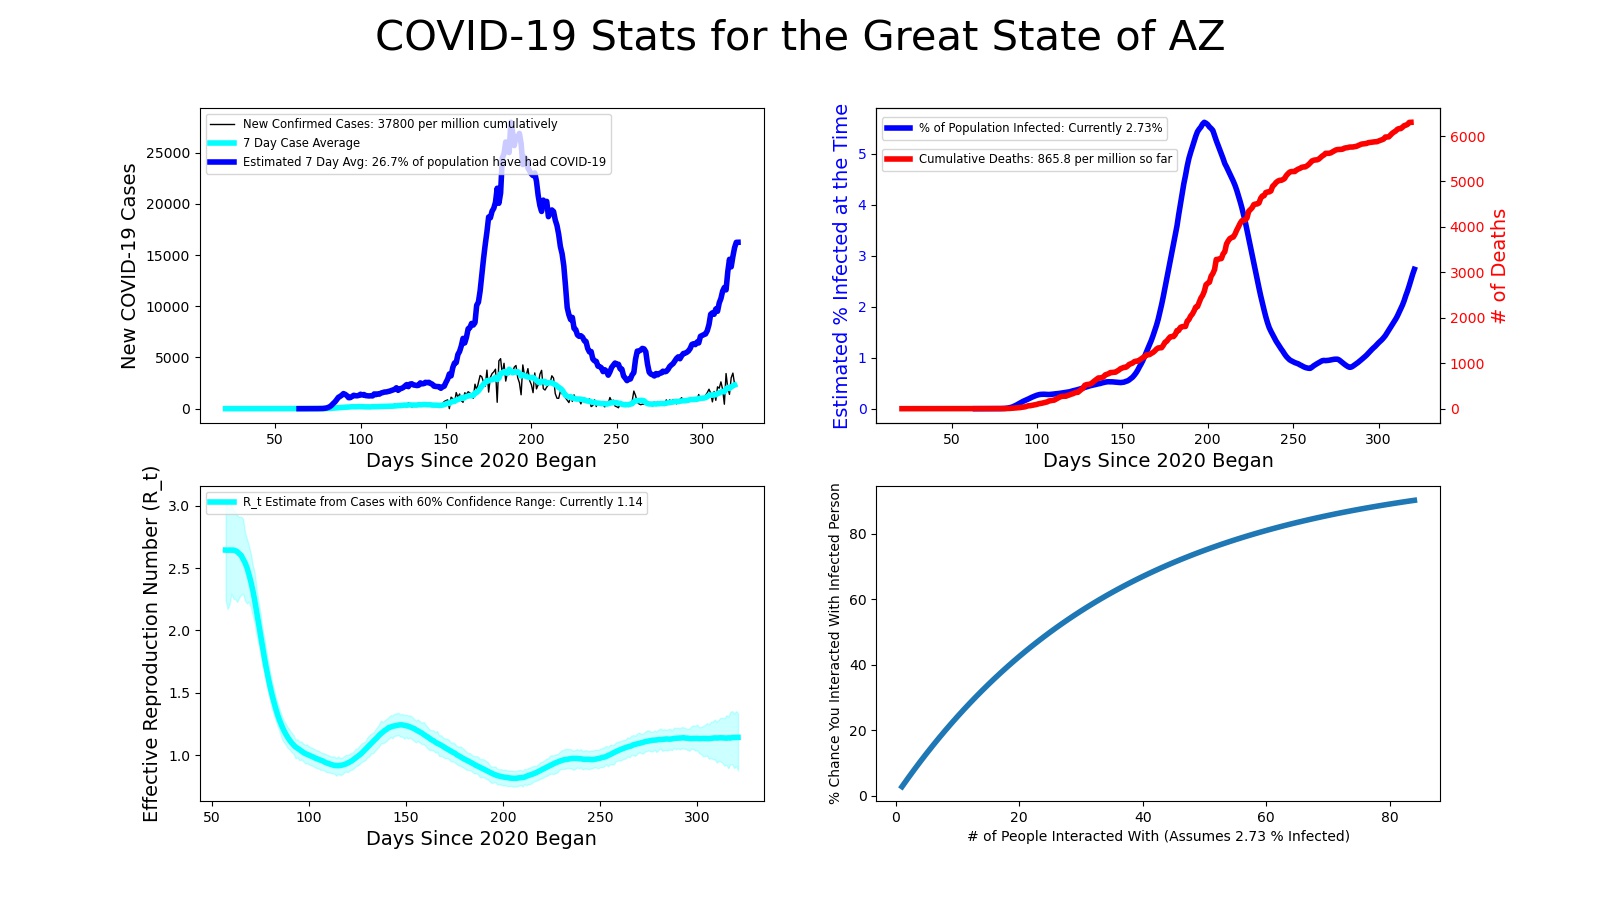 COVID-19 Stats for the Great State of AZ
New COVID-19 Cases
25000
20000
15000
10000
5000
0
New Confirmed Cases: 37800 per million cumulatively
7 Day Case Average
Estimated 7 Day Avg: 26.7% of population have had COVID-19
50 100 150 200 250 300
Days Since 2020 Began
Estimated % Infected at the Time
5
4
3
2
1
0
% of Population Infected: Currently 2.73%
Cumulative Deaths: 865.8 per million so far
6000
5000
4000
3000
2000
1000
0
# of Deaths
50 100 150 200 250 300
Days Since 2020 Began
Effective Reproduction Number (R_t)
3.0
2.5
2.0
1.5
1.0
R_t Estimate from Cases with 60% Confidence Range: Currently 1.14
50 100 150 200 250 300
Days Since 2020 Began
% Chance You Interacted With Infected Person
80
60
40
20
0
0 20 40 60 80
# of People Interacted With (Assumes 2.73 % Infected)